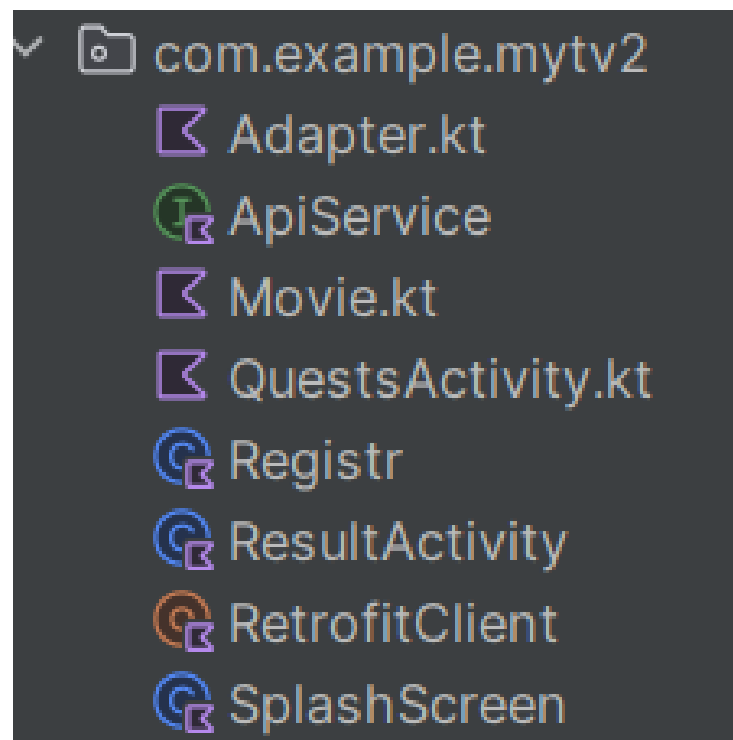 com.example.mytv2
Adapter.kt
ApiService
Movie.kt
QuestsActivity.kt
Registr
ResultActivity
RetrofitClient
SplashScreen